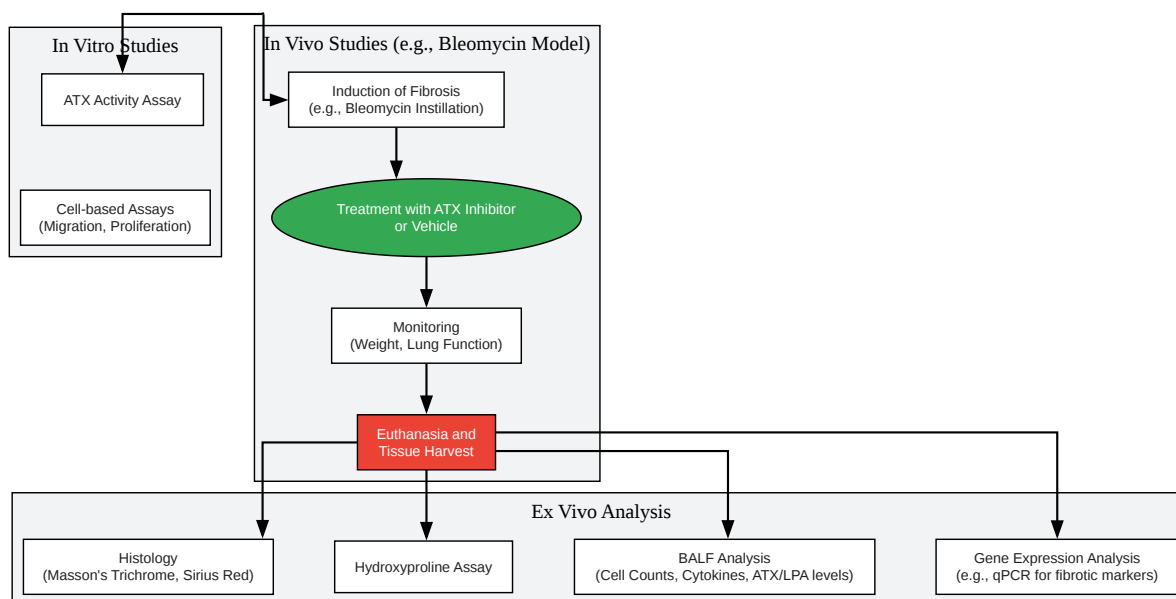 In Vitro Studies
ATX Activity Assay
Cell-based Assays
(Migration, Proliferation)
In Vivo Studies (e.g., Bleomycin Model)
Induction of Fibrosis
(e.g., Bleomycin Instillation)
Treatment with ATX Inhibitor
or Vehicle
Monitoring
(Weight, Lung Function)
Euthanasia and
Tissue Harvest
Ex Vivo Analysis
Histology
(Masson's Trichrome, Sirius Red)
Hydroxyproline Assay
BALF Analysis
(Cell Counts, Cytokines, ATX/LPA levels)
Gene Expression Analysis
(e.g., qPCR for fibrotic markers)